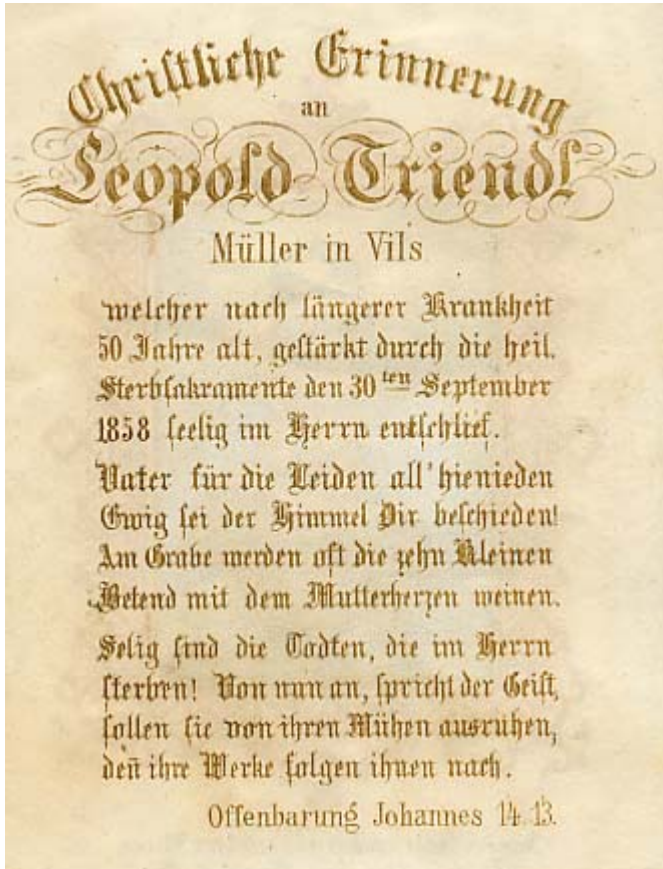 Christliche Erinnerung
an
Leopold Triendl
Müller in Vils
welcher nach längerer Krankheit
50 Jahre alt, gestärkt durch die heil.
Sterbsakramente den 30ten September
1858 seelig im Herrn entschlief.
Vater für die Leiden all' hienieden
Ewig sei der Himmel Dir beschieden!
Am Grabe werden oft die zehn Kleinen
Betend mit dem Mutterherzen weinen.
Selig sind die Todten, die im Herrn
sterben! Von nun an, spricht der Geist,
sollen sie von ihren Mühen ausruhen,
den̄ ihre Werke folgen ihnen nach.
Offenbarung Johannes 14. 13.